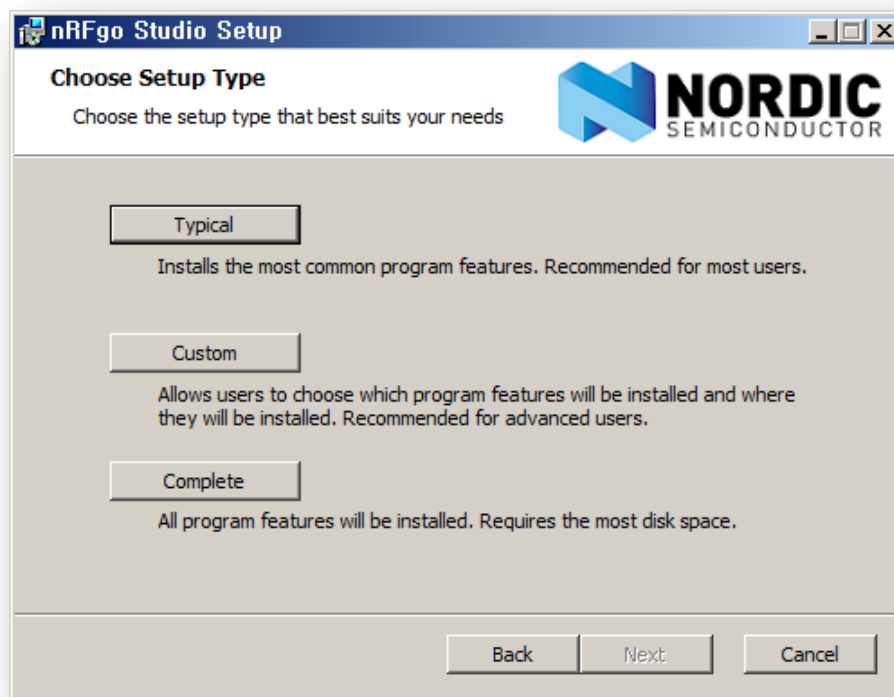 nRFgo Studio Setup
Choose Setup Type
Choose the setup type that best suits your needs
NORDIC
SEMICONDUCTOR
Typical
Installs the most common program features. Recommended for most users.
Custom
Allows users to choose which program features will be installed and where
they will be installed. Recommended for advanced users.
Complete
All program features will be installed. Requires the most disk space.
Back
Next
Cancel